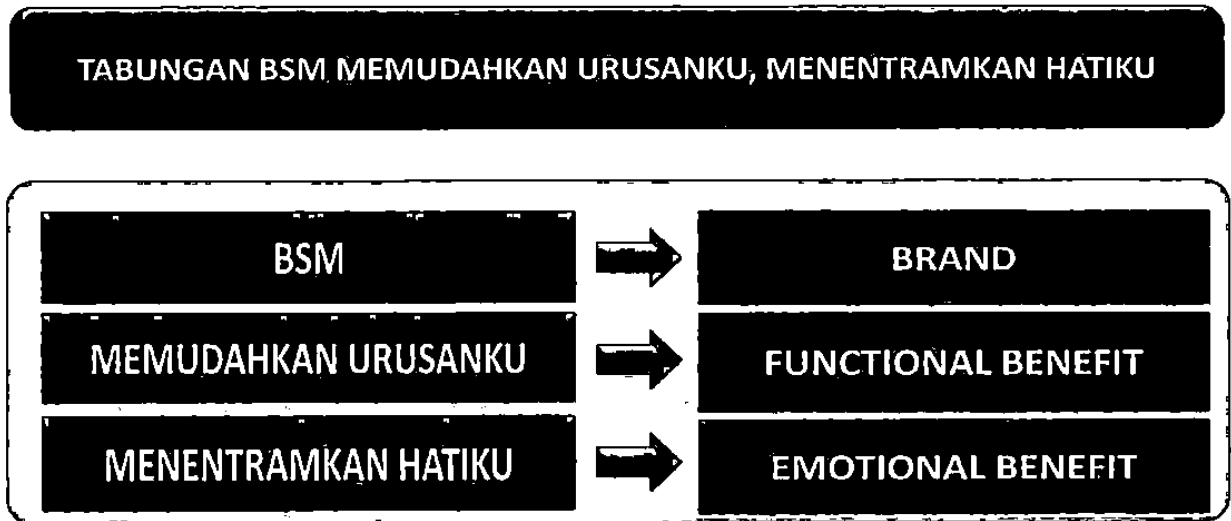 TABUNGAN BSM MEMUDAHKAN URUSANKU, MENENTRAMKAN HATIKU
BSM
BRAND
MEMUDAHKAN URUSANKU
FUNCTIONAL BENEFIT
MENENTRAMKAN HATIKU
EMOTIONAL BENEFIT